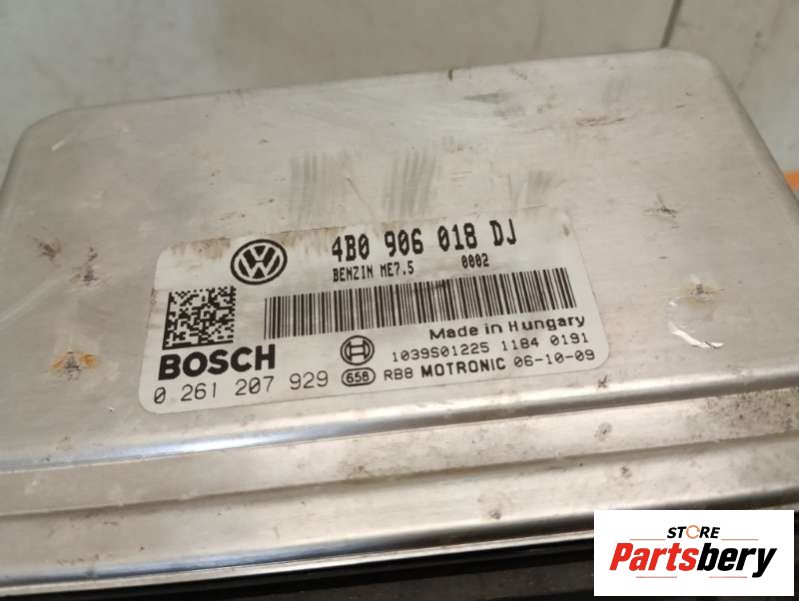 4B0 906 018 DJ
BENZIN ME7.5 0002
Made in Hungary
BOSCH
1039S01225 1184 0191
0 261 207 929 658 RB8 MOTRONIC 06-10-09
STORE
Partsbery